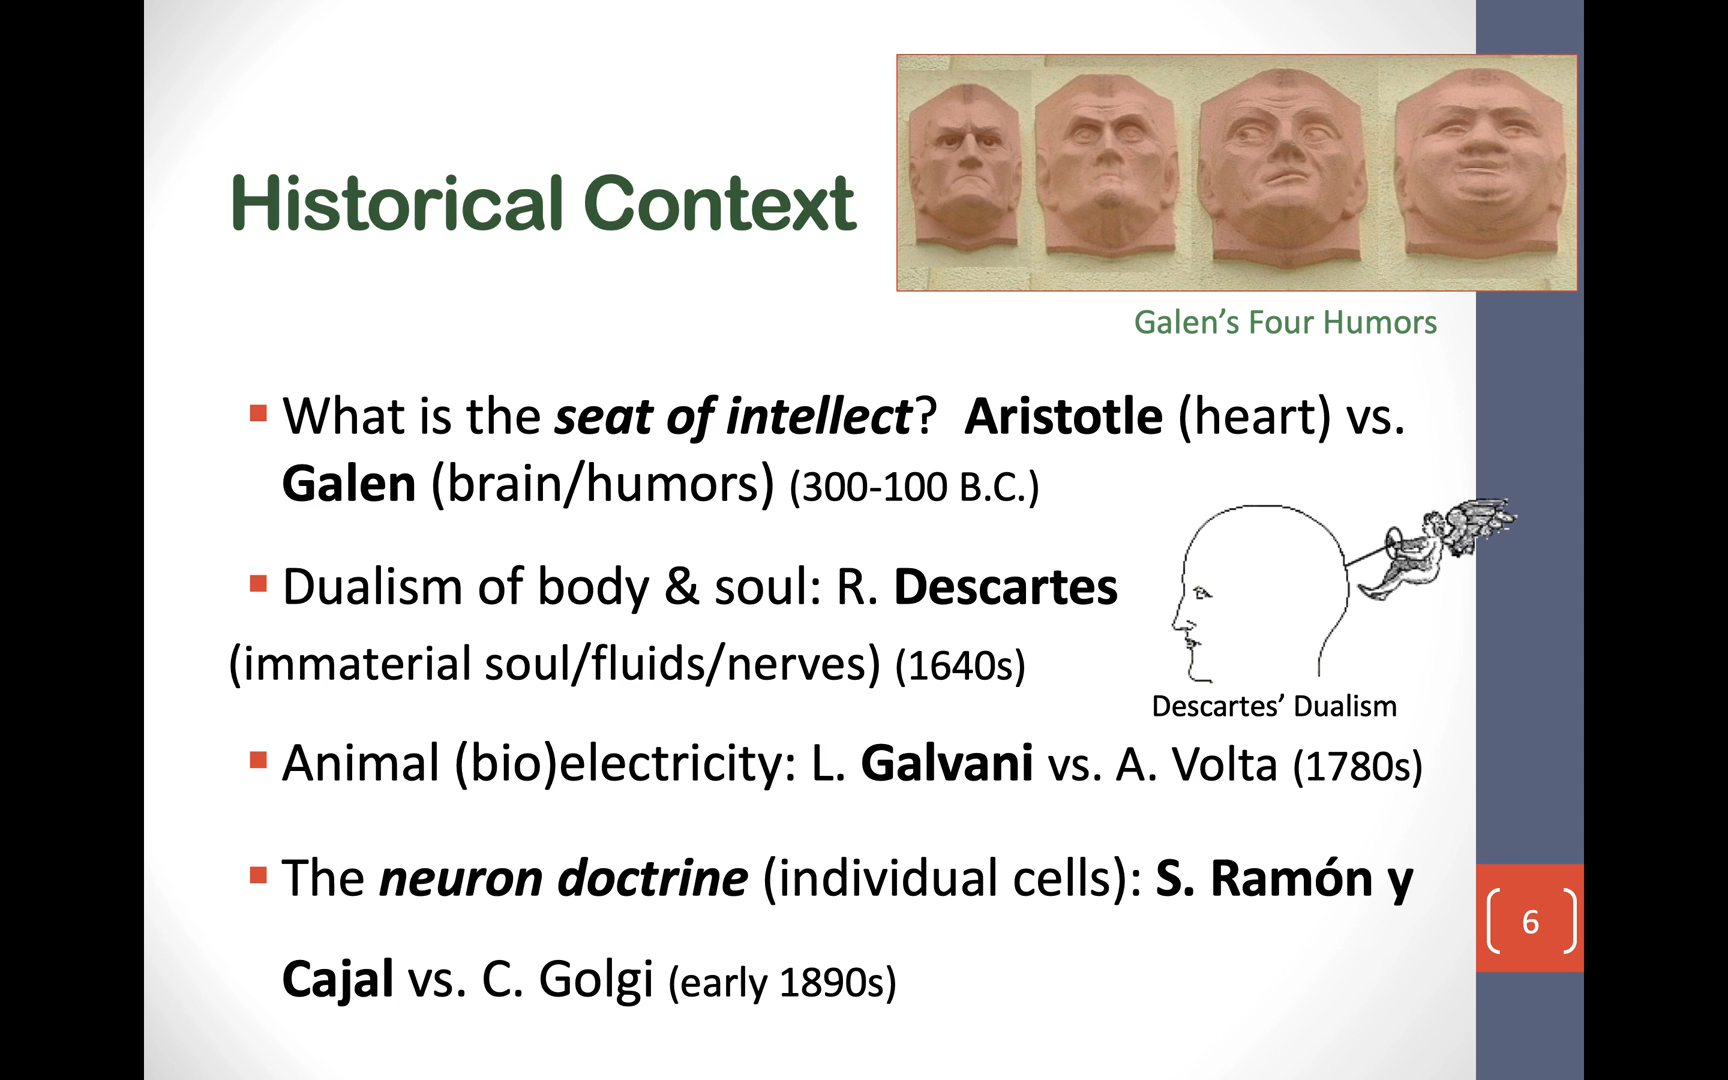 Historical Context
Galen’s Four Humors
▪ What is the seat of intellect?  Aristotle (heart) vs.
Galen (brain/humors) (300-100 B.C.)
▪ Dualism of body & soul: R. Descartes
(immaterial soul/fluids/nerves) (1640s)
Descartes’ Dualism
▪ Animal (bio)electricity: L. Galvani vs. A. Volta (1780s)
▪ The neuron doctrine (individual cells): S. Ramón y
Cajal vs. C. Golgi (early 1890s)
6